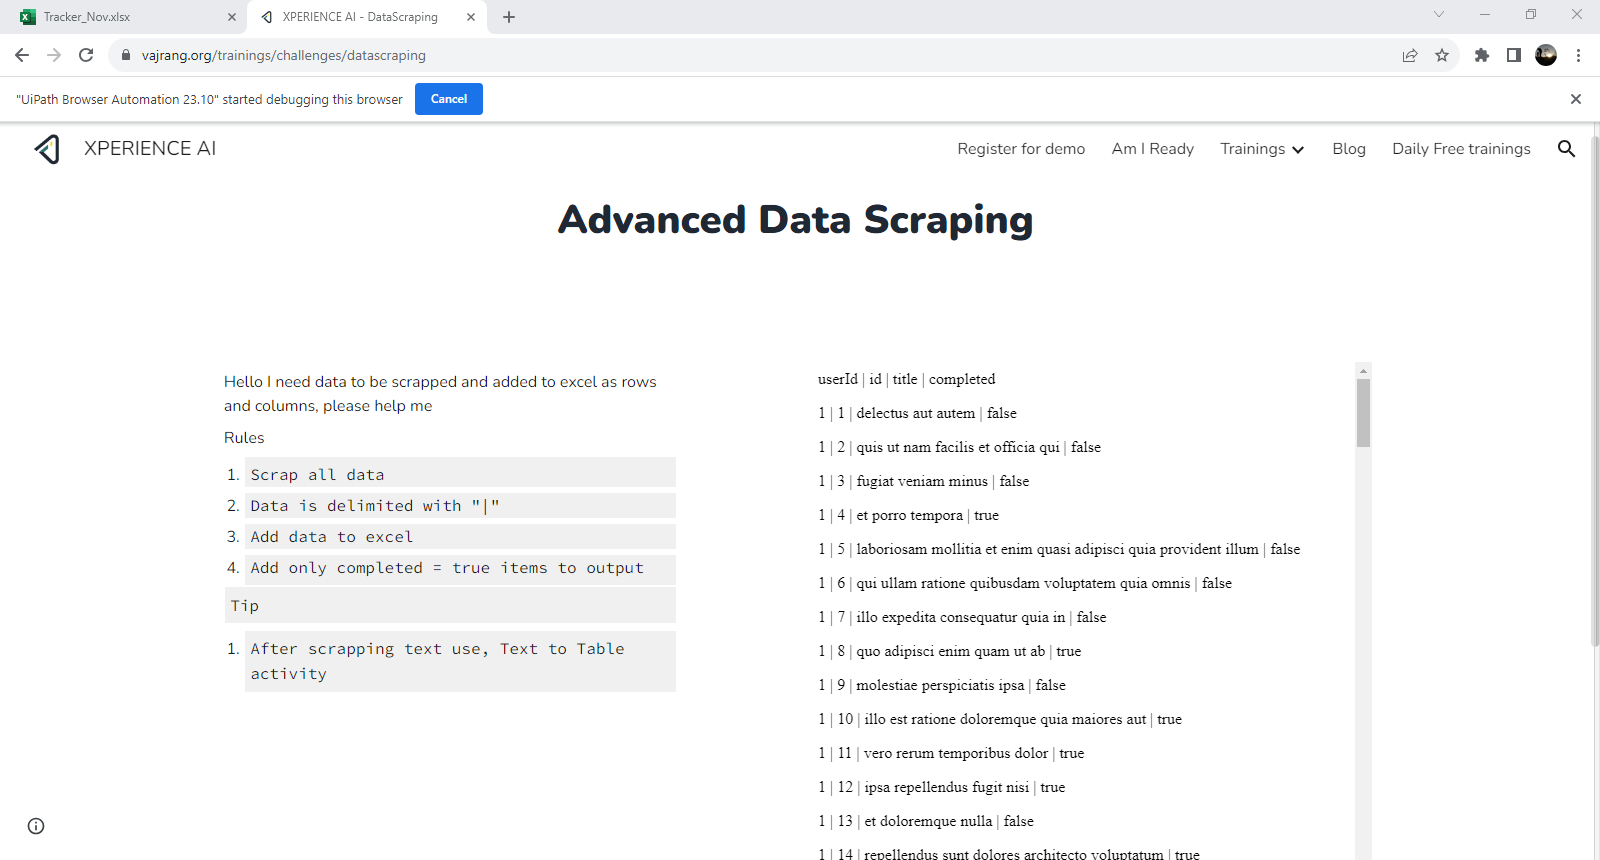 Tracker_Nov.xlsx
XPERIENCE AI - DataScraping
vajrang.org/trainings/challenges/datascraping
"UiPath Browser Automation 23.10" started debugging this browser
Cancel
XPERIENCE AI
Register for demo
Am I Ready
Trainings
Blog
Daily Free trainings
Advanced Data Scraping
Hello I need data to be scrapped and added to excel as rows
and columns, please help me
Rules
1. Scrap all data
2. Data is delimited with "|"
3. Add data to excel
4. Add only completed = true items to output
Tip
1. After scrapping text use, Text to Table
activity
userId | id | title | completed
1 | 1 | delectus aut autem | false
1 | 2 | quis ut nam facilis et officia qui | false
1 | 3 | fugiat veniam minus | false
1 | 4 | et porro tempora | true
1 | 5 | laboriosam mollitia et enim quasi adipisci quia provident illum | false
1 | 6 | qui ullam ratione quibusdam voluptatem quia omnis | false
1 | 7 | illo expedita consequatur quia in | false
1 | 8 | quo adipisci enim quam ut ab | true
1 | 9 | molestiae perspiciatis ipsa | false
1 | 10 | illo est ratione doloremque quia maiores aut | true
1 | 11 | vero rerum temporibus dolor | true
1 | 12 | ipsa repellendus fugit nisi | true
1 | 13 | et doloremque nulla | false
1 | 14 | repellendus sunt dolores architecto voluptatum | true